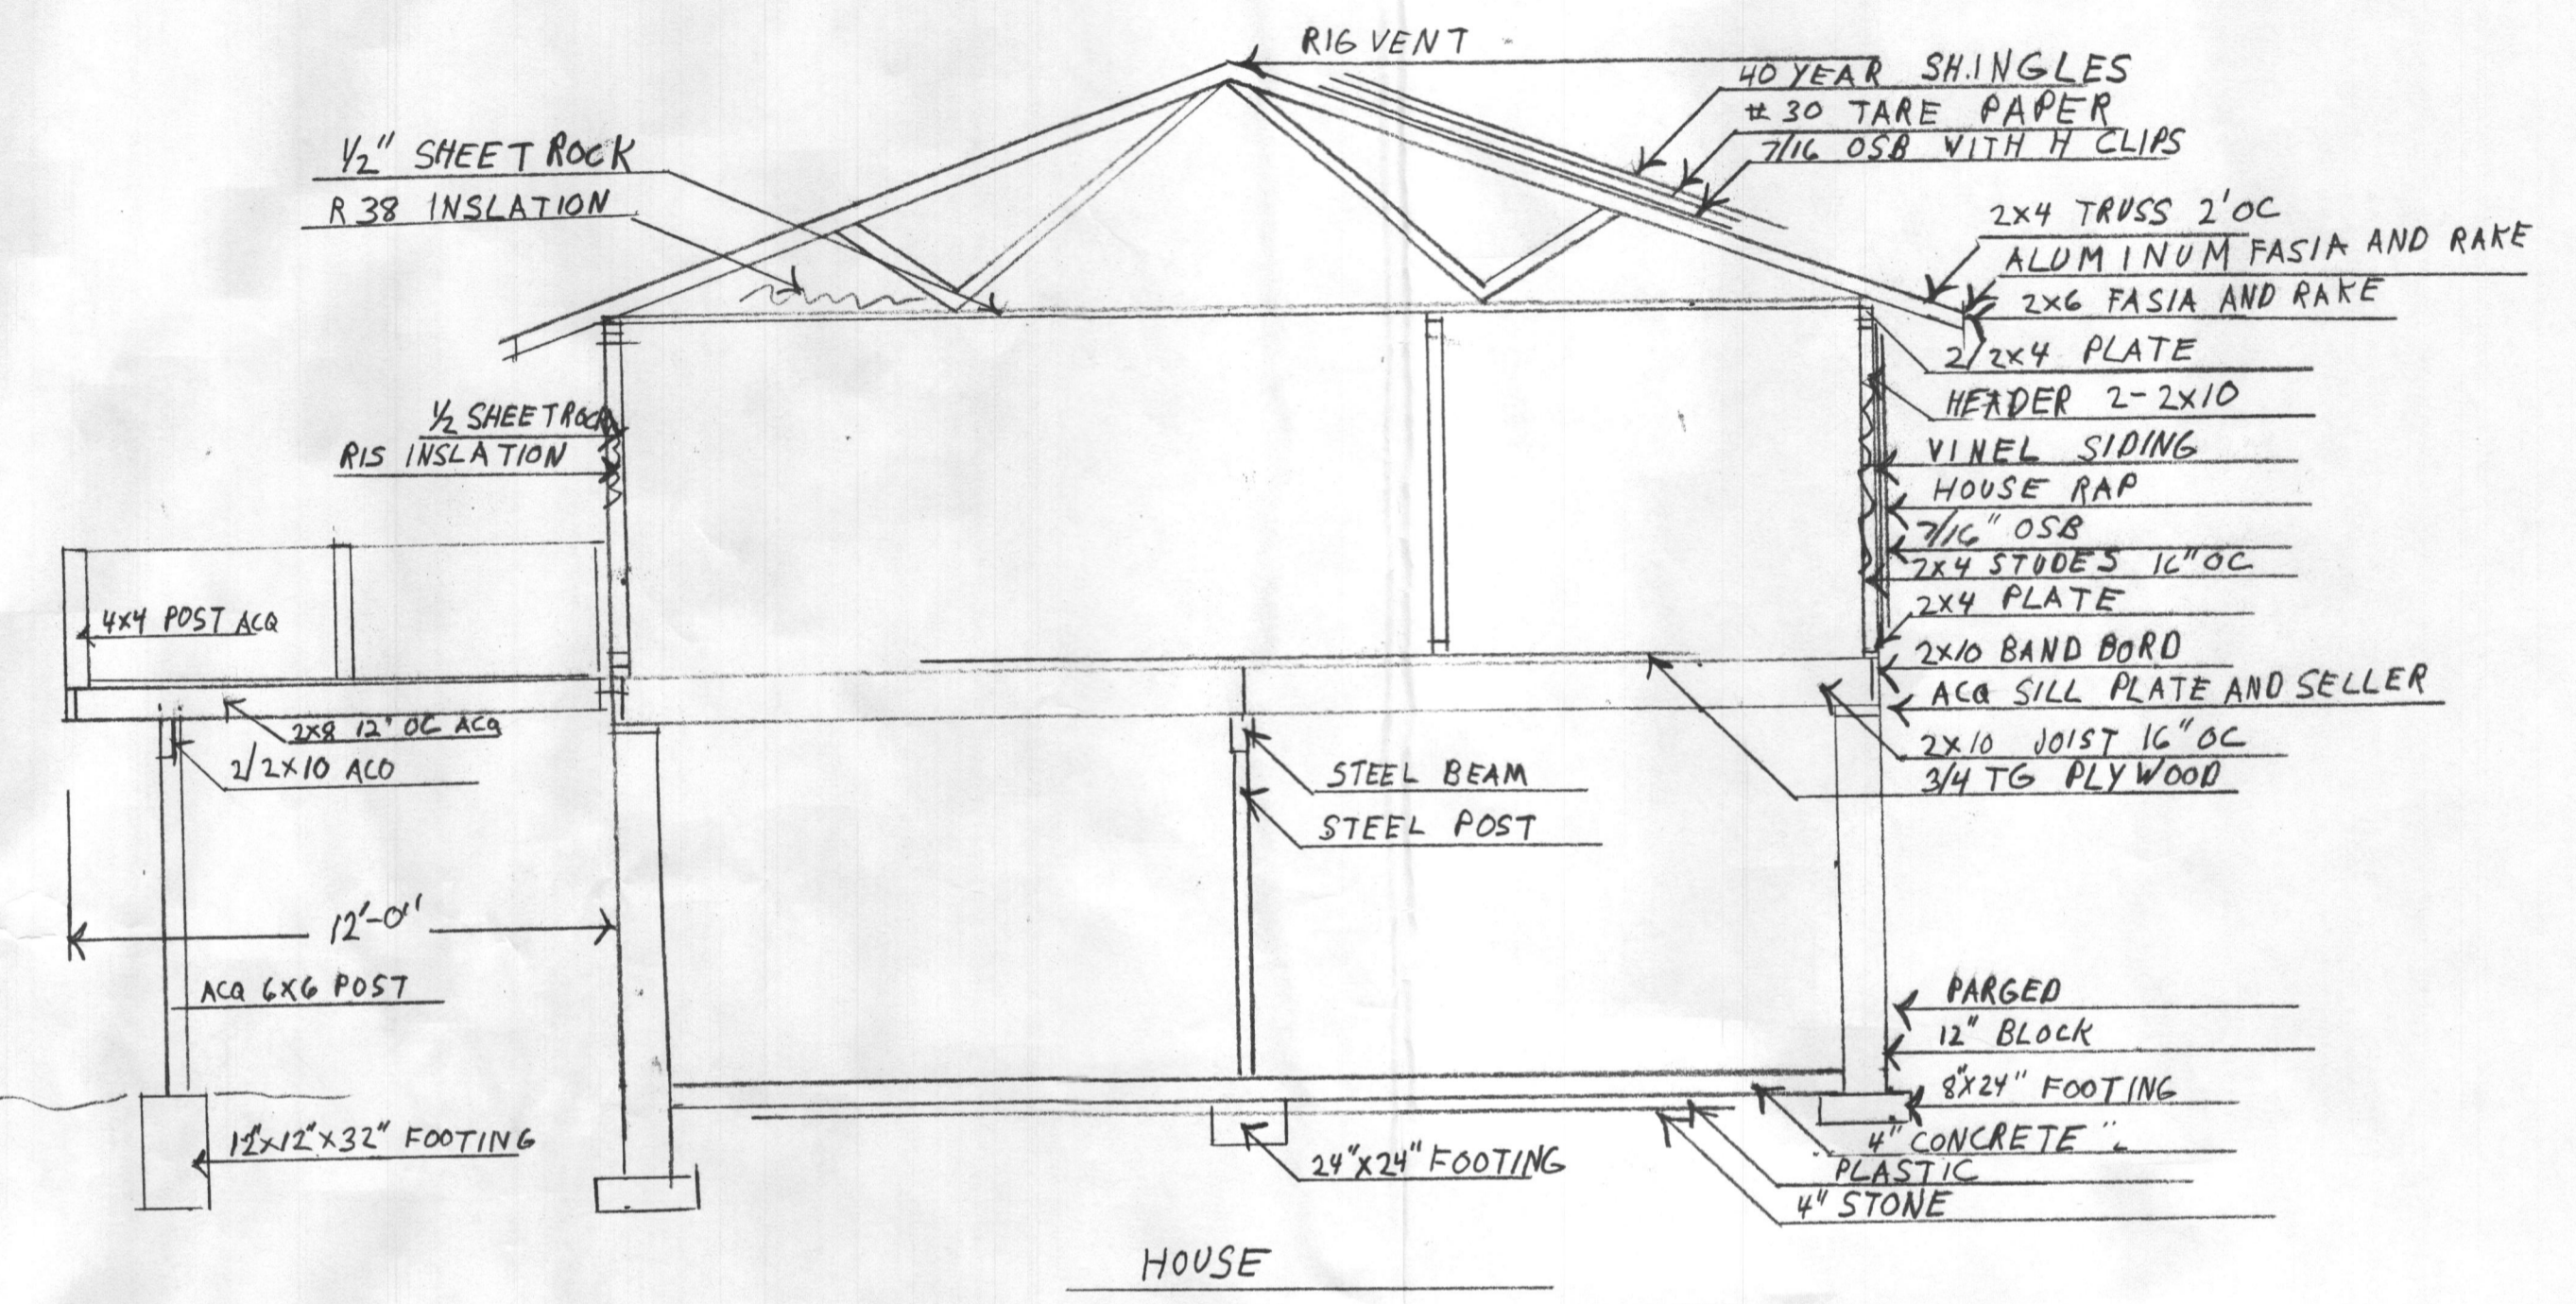 RIG VENT
40 YEAR SHINGLES
# 30 TARE PAPER
7/16 OSB WITH H CLIPS
1/2" SHEET ROCK
R 38 INSLATION
2x4 TRUSS 2' OC
ALUMINUM FASIA AND RAKE
2x6 FASIA AND RAKE
2/2x4 PLATE
HEADER 2-2x10
1/2 SHEETROCK
R15 INSLATION
VINEL SIDING
HOUSE RAP
7/16" OSB
2x4 STUDES 16" OC
2x4 PLATE
4x4 POST ACQ
2x10 BAND BORD
ACQ SILL PLATE AND SELLER
2x8 12" OC ACQ
2/2x10 ACQ
2x10 JOIST 16" OC
3/4 TG PLYWOOD
STEEL BEAM
STEEL POST
12'-0"
ACQ 6x6 POST
PARGED
12" BLOCK
8"x24" FOOTING
12"x12"x32" FOOTING
24"x24" FOOTING
4" CONCRETE
PLASTIC
4" STONE
HOUSE